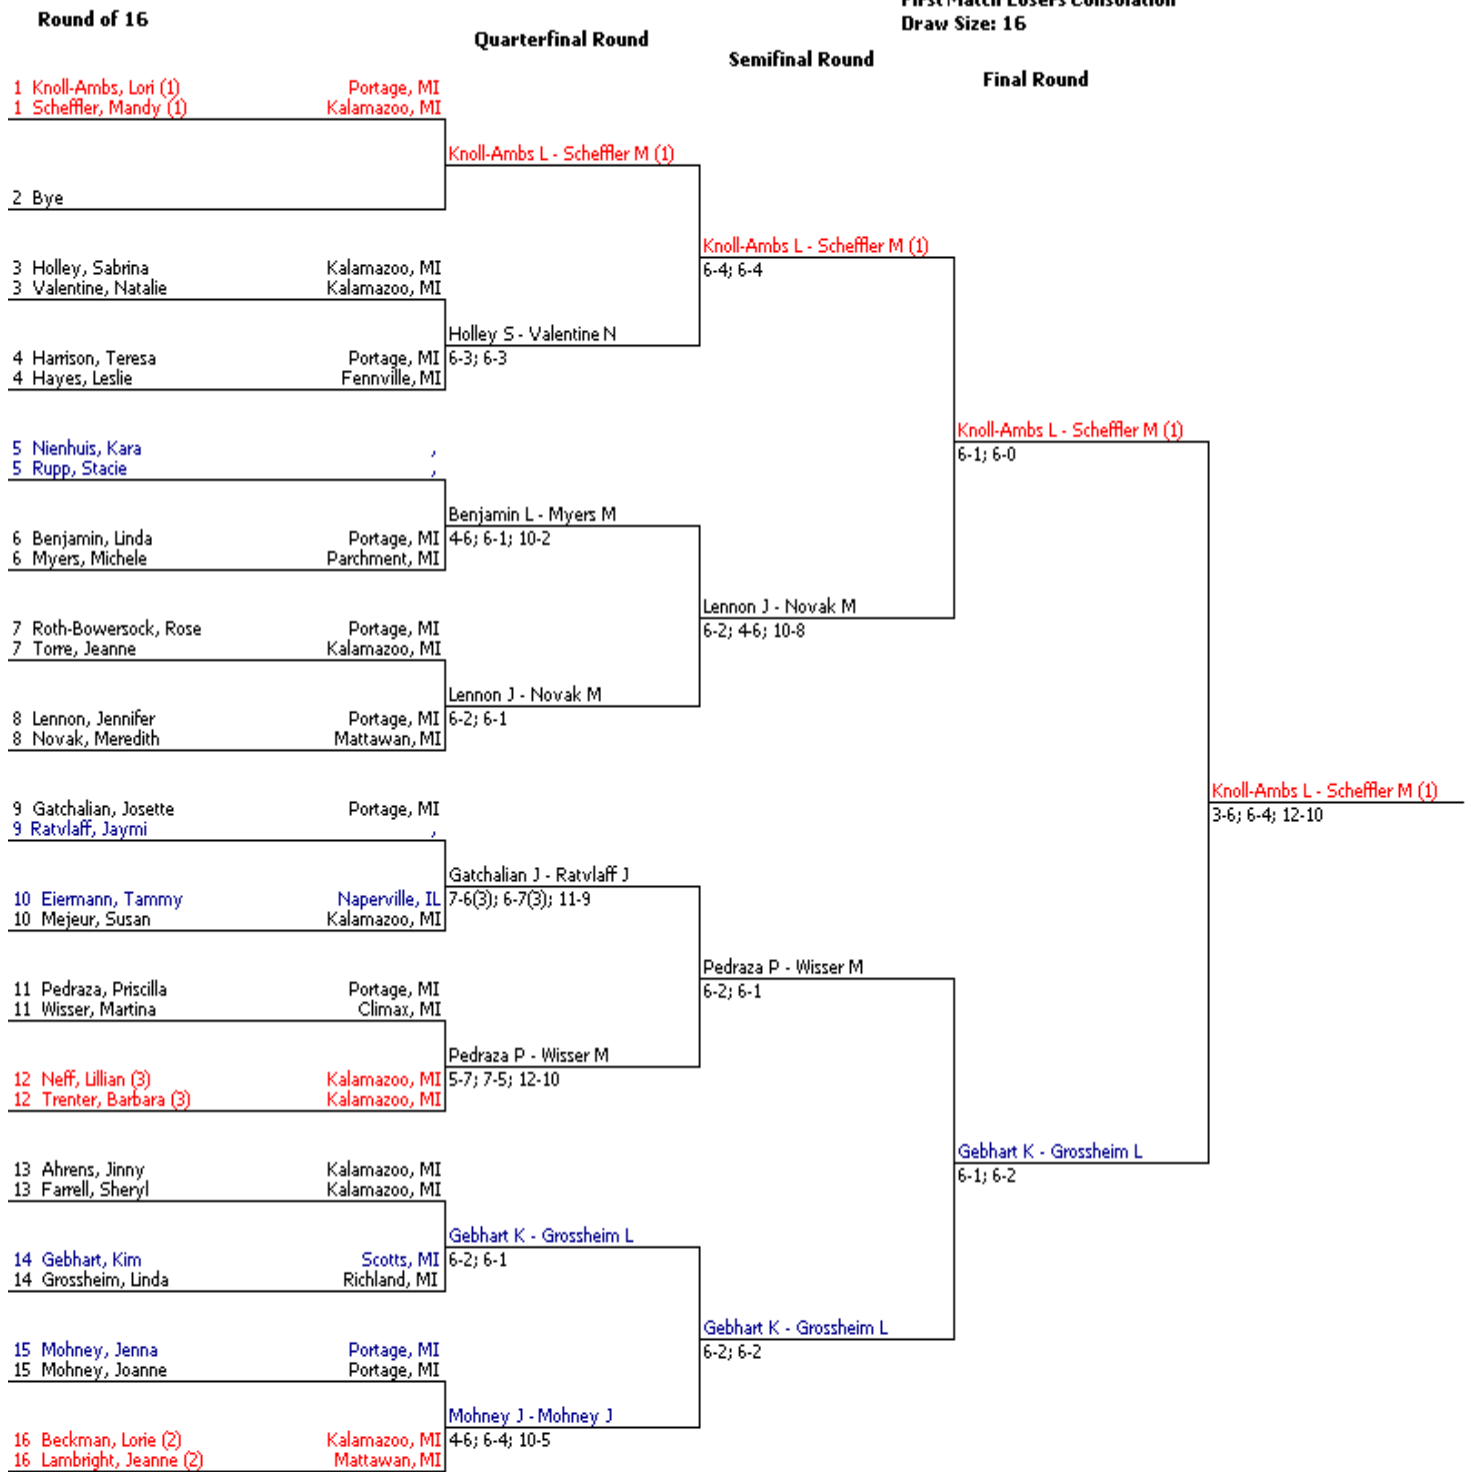 First Match Losers Consolation
Round of 16
Draw Size: 16
Quarterfinal Round
Semifinal Round
Final Round
1 Knoll-Ambs, Lori (1) Portage, MI
1 Scheffler, Mandy (1) Kalamazoo, MI
Knoll-Ambs L - Scheffler M (1)
2 Bye
Knoll-Ambs L - Scheffler M (1)
6-4; 6-4
3 Holley, Sabrina Kalamazoo, MI
3 Valentine, Natalie Kalamazoo, MI
Holley S - Valentine N
6-3; 6-3
4 Harrison, Teresa Portage, MI
4 Hayes, Leslie Fennville, MI
Knoll-Ambs L - Scheffler M (1)
6-1; 6-0
5 Nienhuis, Kara ,
5 Rupp, Stacie ,
Benjamin L - Myers M
4-6; 6-1; 10-2
6 Benjamin, Linda Portage, MI
6 Myers, Michele Parchment, MI
Lennon J - Novak M
6-2; 4-6; 10-8
7 Roth-Bowersock, Rose Portage, MI
7 Torre, Jeanne Kalamazoo, MI
Lennon J - Novak M
6-2; 6-1
8 Lennon, Jennifer Portage, MI
8 Novak, Meredith Mattawan, MI
Knoll-Ambs L - Scheffler M (1)
3-6; 6-4; 12-10
9 Gatchalian, Josette Portage, MI
9 Ratvlaff, Jaymi ,
Gatchalian J - Ratvlaff J
7-6(3); 6-7(3); 11-9
10 Eiermann, Tammy Naperville, IL
10 Mejeur, Susan Kalamazoo, MI
Pedraza P - Wisser M
6-2; 6-1
11 Pedraza, Priscilla Portage, MI
11 Wisser, Martina Climax, MI
Pedraza P - Wisser M
5-7; 7-5; 12-10
12 Neff, Lillian (3) Kalamazoo, MI
12 Trenter, Barbara (3) Kalamazoo, MI
Gebhart K - Grossheim L
6-1; 6-2
13 Ahrens, Jinny Kalamazoo, MI
13 Farrell, Sheryl Kalamazoo, MI
Gebhart K - Grossheim L
6-2; 6-1
14 Gebhart, Kim Scotts, MI
14 Grossheim, Linda Richland, MI
Gebhart K - Grossheim L
6-2; 6-2
15 Mohney, Jenna Portage, MI
15 Mohney, Joanne Portage, MI
Mohney J - Mohney J
4-6; 6-4; 10-5
16 Beckman, Lorie (2) Kalamazoo, MI
16 Lambright, Jeanne (2) Mattawan, MI